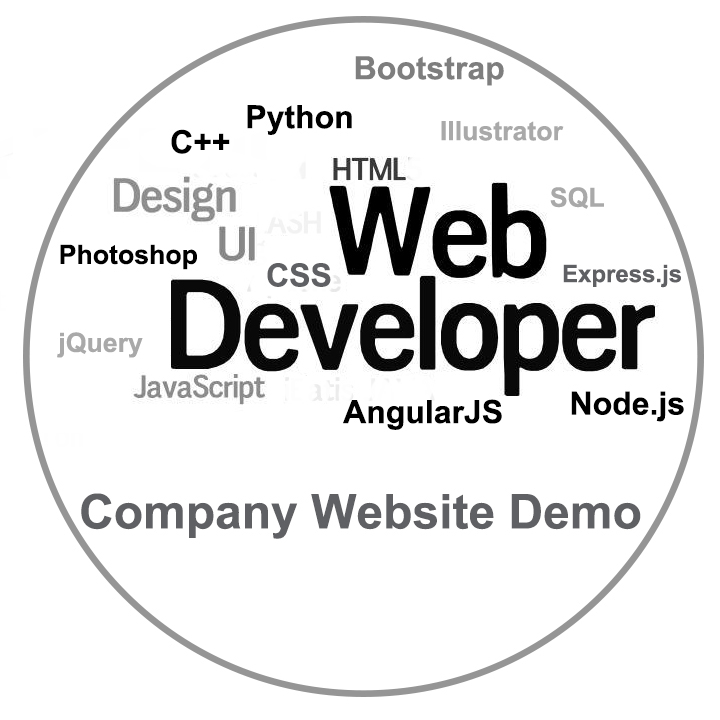 Bootstrap
Python
Illustrator
C++
HTML
Design
SQL
Web
UI
Photoshop
CSS
Express.js
Developer
jQuery
JavaScript
AngularJS
Node.js
Company Website Demo